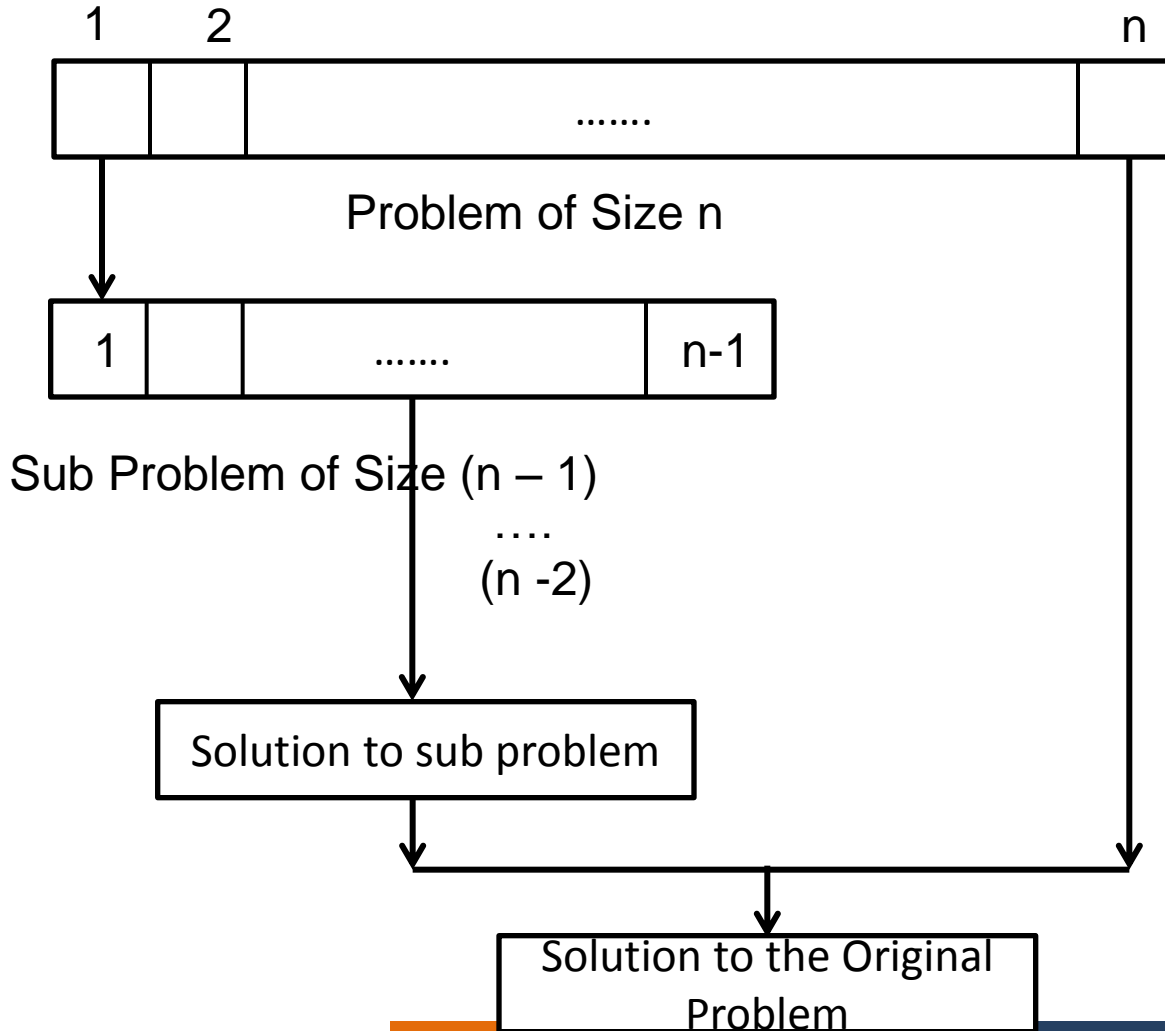 1 2 n
…….
Problem of Size n
1 ……. n-1
Sub Problem of Size (n – 1)
….
(n -2)
Solution to sub problem
Solution to the Original
Problem